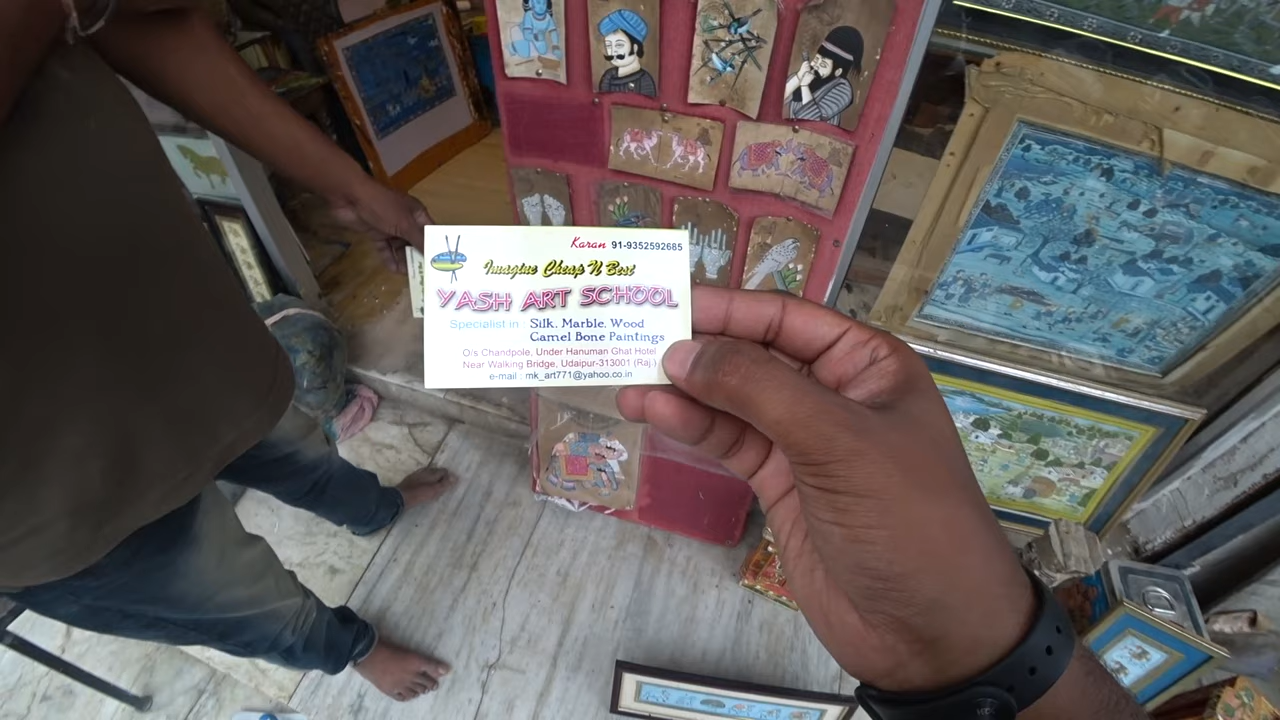 Karan 91-9352592685
Imagine Cheap N Best
YASH ART SCHOOL
Specialist in : Silk, Marble, Wood
Camel Bone Paintings
O/s Chandpole, Under Hanuman Ghat Hotel
Near Walking Bridge, Udaipur-313001 (Raj.)
e-mail : mk_art771@yahoo.co.in